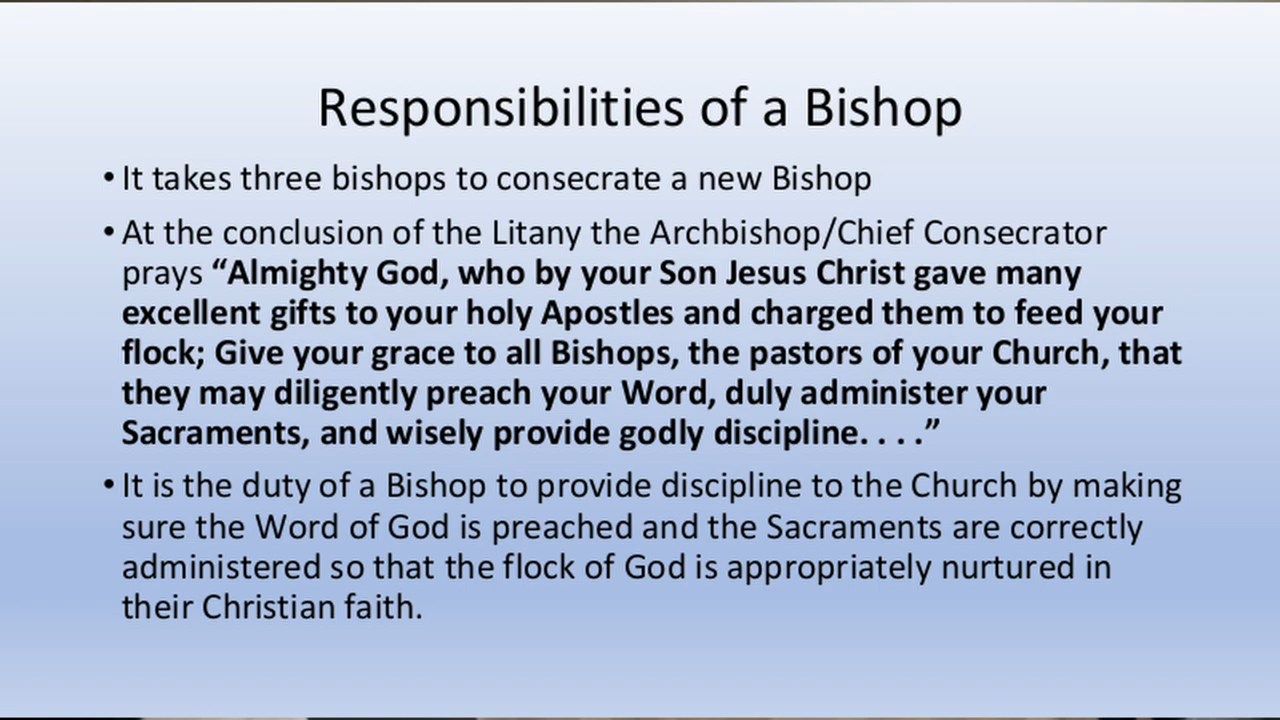 Responsibilities of a Bishop
• It takes three bishops to consecrate a new Bishop
• At the conclusion of the Litany the Archbishop/Chief Consecrator
prays “Almighty God, who by your Son Jesus Christ gave many
excellent gifts to your holy Apostles and charged them to feed your
flock; Give your grace to all Bishops, the pastors of your Church, that
they may diligently preach your Word, duly administer your
Sacraments, and wisely provide godly discipline. . . .”
• It is the duty of a Bishop to provide discipline to the Church by making
sure the Word of God is preached and the Sacraments are correctly
administered so that the flock of God is appropriately nurtured in
their Christian faith.